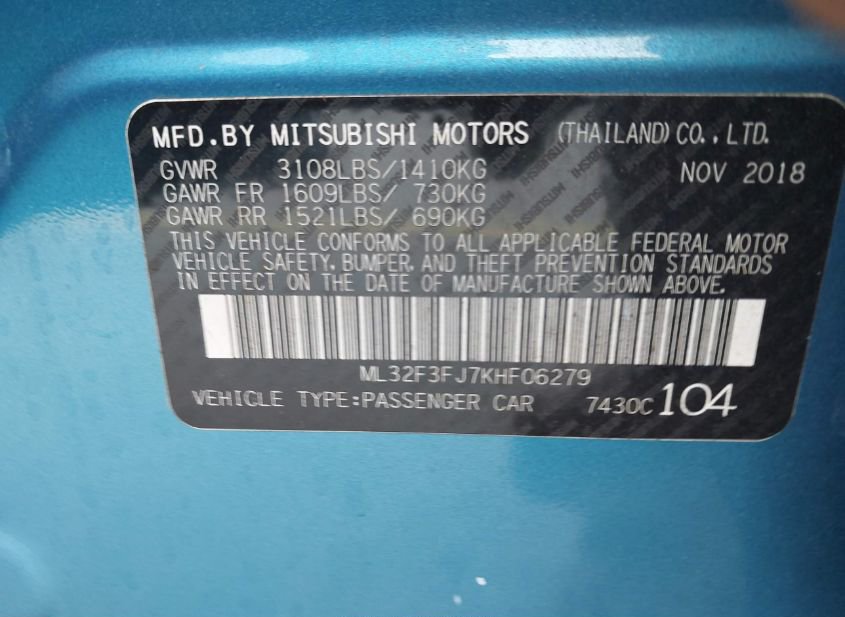 MFD.BY MITSUBISHI MOTORS (THAILAND)CO.,LTD.
GVWR 3108LBS/1410KG NOV 2018
GAWR FR 1609LBS/ 730KG
GAWR RR 1521LBS/ 690KG
THIS VEHICLE CONFORMS TO ALL APPLICABLE FEDERAL MOTOR
VEHICLE SAFETY, BUMPER, AND THEFT PREVENTION STANDARDS
IN EFFECT ON THE DATE OF MANUFACTURE SHOWN ABOVE.
ML32F3FJ7KHF06279
VEHICLE TYPE:PASSENGER CAR 7430C 104